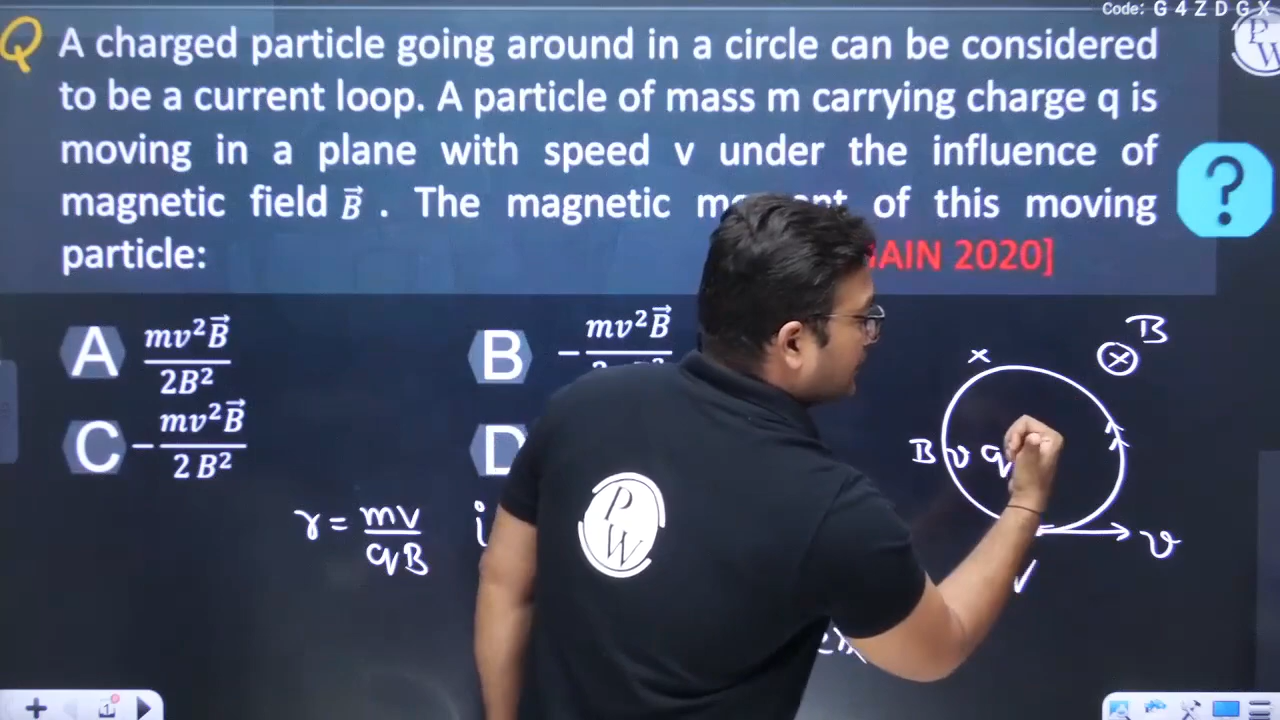 Code: G 4 Z D G X
Q A charged particle going around in a circle can be considered
to be a current loop. A particle of mass m carrying charge q is
moving in a plane with speed v under the influence of
magnetic field B⃗ . The magnetic of this moving
particle: 2020]
A mv²B⃗ / 2B²
B − mv²B⃗
C − mv²B⃗ / 2 B²
D
r = mv / qB
i
B
x
B v q
v
P W
P W
?
1